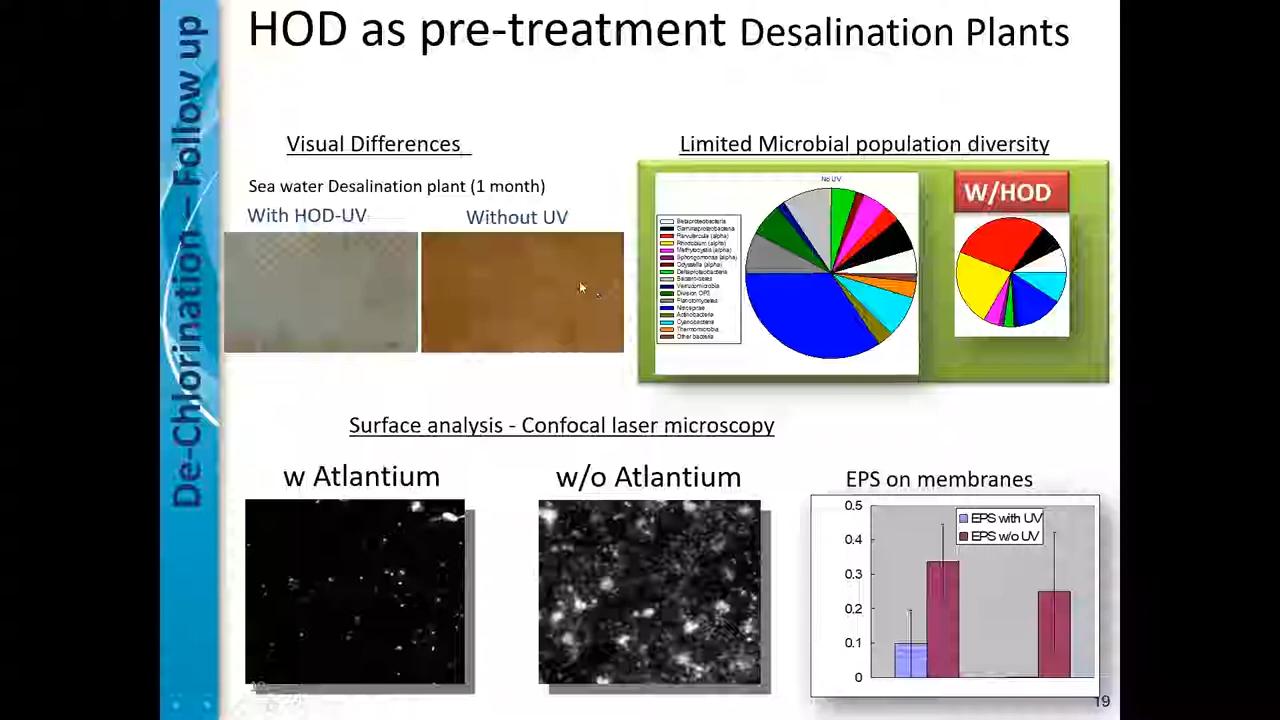 HOD as pre-treatment Desalination Plants
De-Chlorination – Follow up
Visual Differences
Sea water Desalination plant (1 month)
With HOD-UV
Without UV
Limited Microbial population diversity
No UV
Betaproteobacteria
Gammaproteobacteria
Parvularcula (alpha)
Rhodobium (alpha)
Methylocystis (alpha)
Sphingomonas (alpha)
Odyssella (alpha)
Deltaproteobacteria
Bacteroidetes
Verrucomicrobia
Division OP3
Planctomycetes
Nitrospirae
Actinobacteria
Cyanobacteria
Thermomicrobia
Other bacteria
W/HOD
Surface analysis - Confocal laser microscopy
w Atlantium
w/o Atlantium
EPS on membranes
EPS with UV
EPS w/o UV
0.5
0.4
0.3
0.2
0.1
0
19